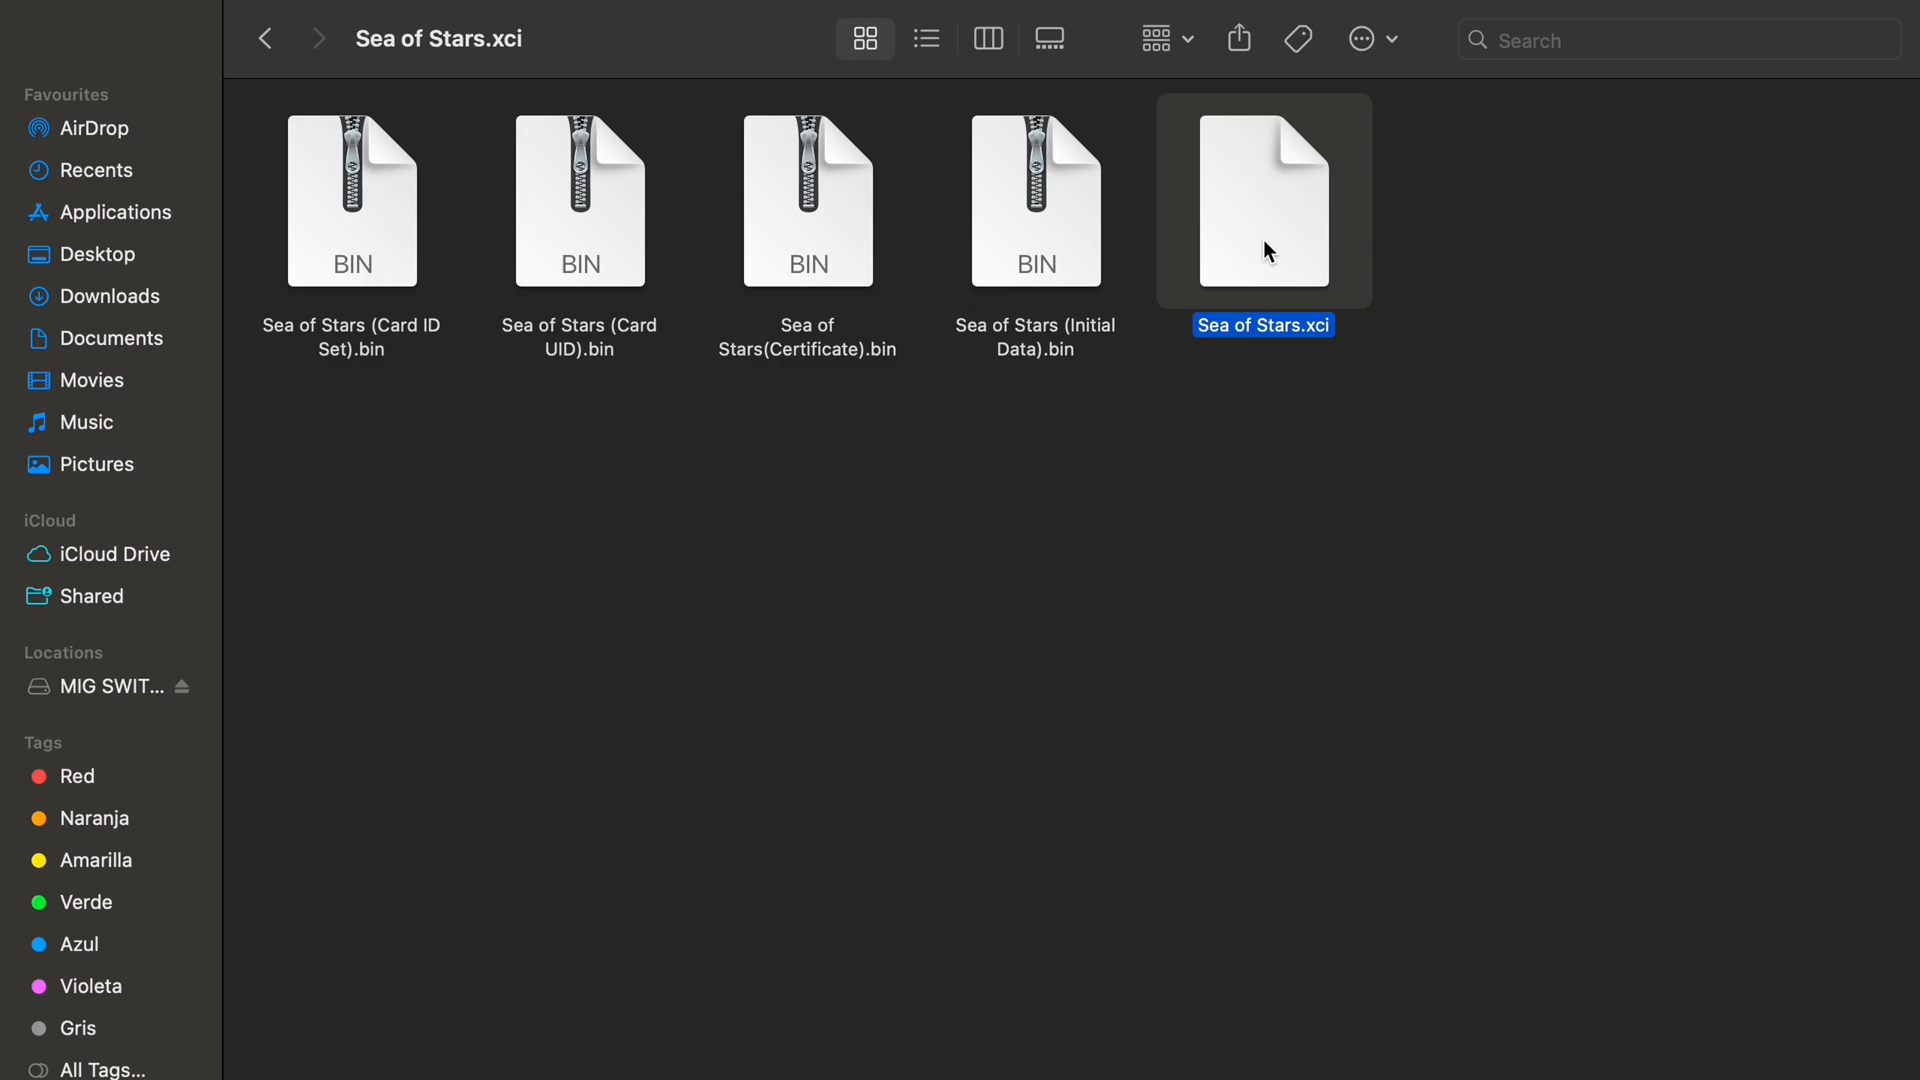 Sea of Stars.xci
Search
Favourites
AirDrop
Recents
Applications
Desktop
Downloads
Documents
Movies
Music
Pictures
iCloud
iCloud Drive
Shared
Locations
MIG SWIT...
Tags
Red
Naranja
Amarilla
Verde
Azul
Violeta
Gris
All Tags...
BIN
Sea of Stars (Card ID
Set).bin
BIN
Sea of Stars (Card
UID).bin
BIN
Sea of
Stars(Certificate).bin
BIN
Sea of Stars (Initial
Data).bin
Sea of Stars.xci